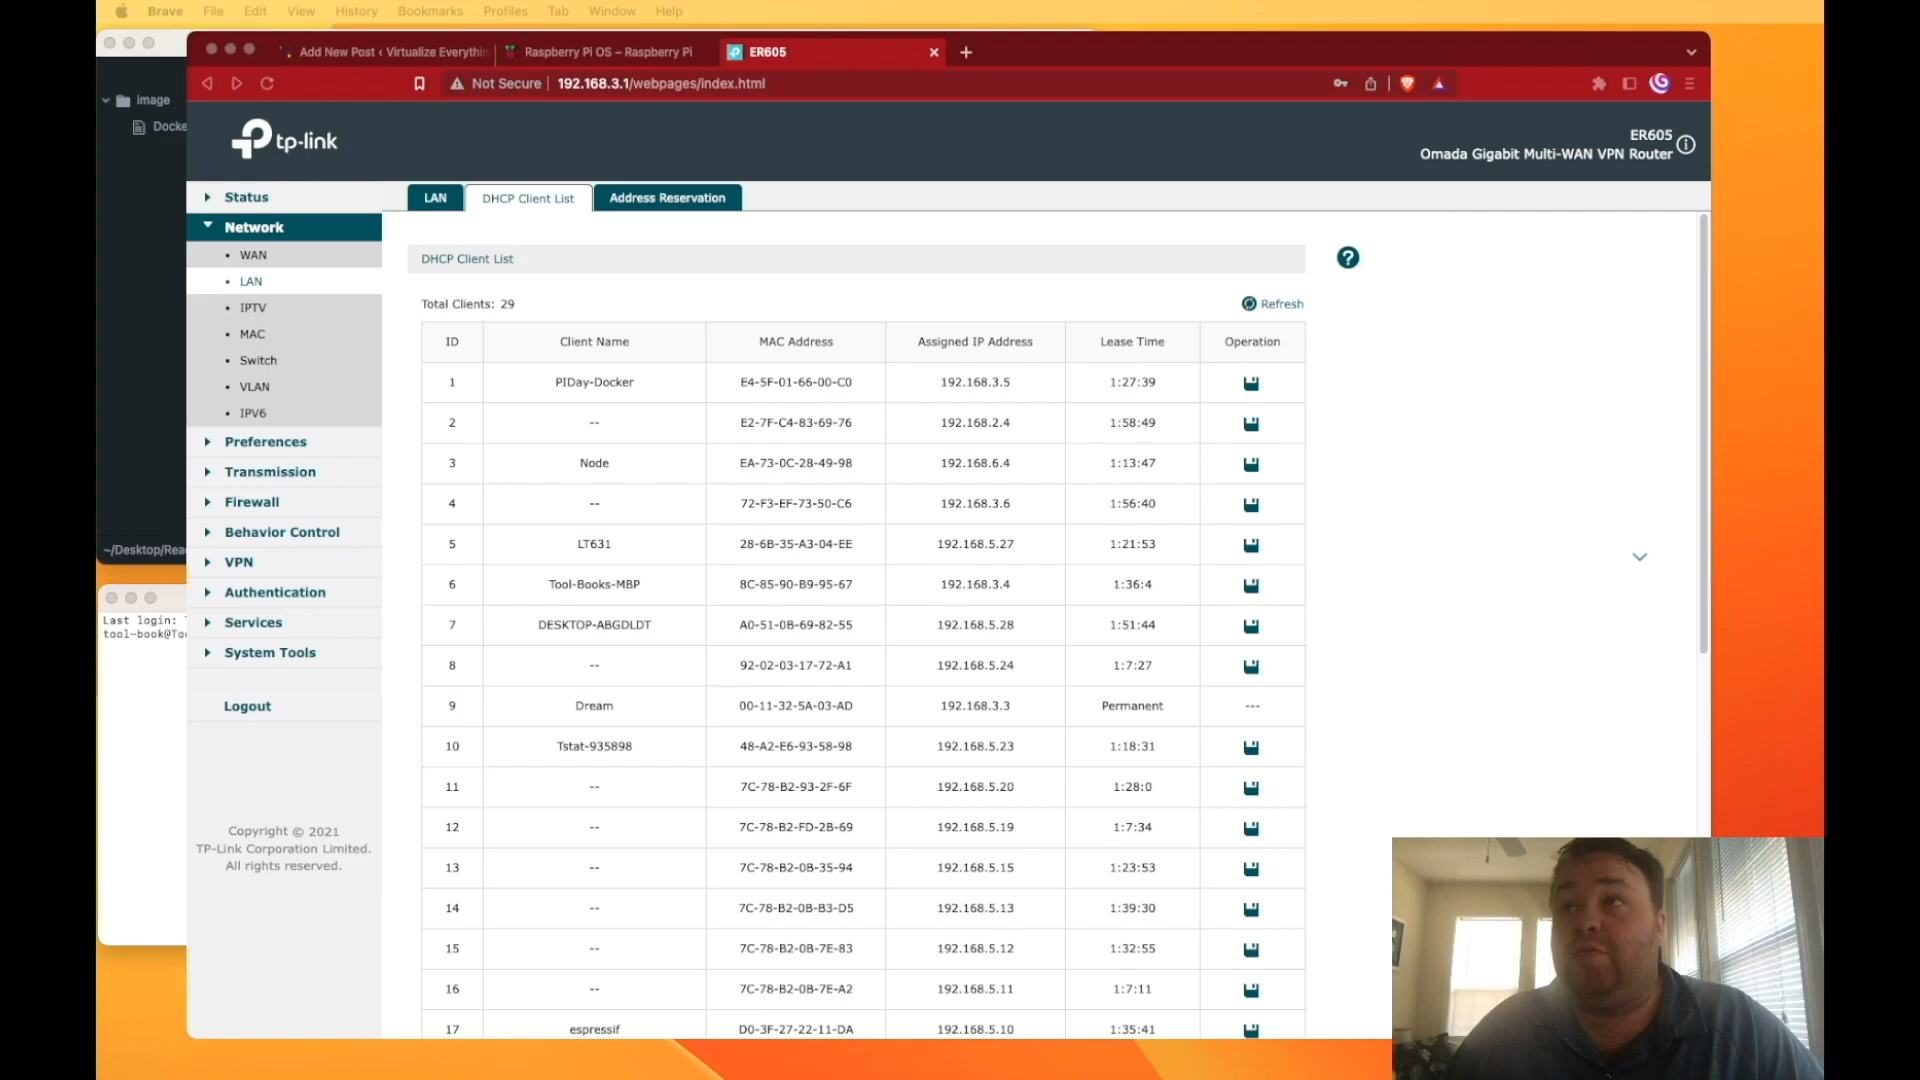 Brave File Edit View History Bookmarks Profiles Tab Window Help
Add New Post ‹ Virtualize Everythin
Raspberry Pi OS – Raspberry Pi
ER605
Not Secure 192.168.3.1/webpages/index.html
image
Docke
~/Desktop/Rea
Last login:
tool-book@Too
tp-link
ER605
Omada Gigabit Multi-WAN VPN Router
Status
Network
WAN
LAN
IPTV
MAC
Switch
VLAN
IPV6
Preferences
Transmission
Firewall
Behavior Control
VPN
Authentication
Services
System Tools
Logout
Copyright © 2021
TP-Link Corporation Limited.
All rights reserved.
LAN DHCP Client List Address Reservation
DHCP Client List
Total Clients: 29 Refresh
ID Client Name MAC Address Assigned IP Address Lease Time Operation
1 PIDay-Docker E4-5F-01-66-00-C0 192.168.3.5 1:27:39
2 -- E2-7F-C4-83-69-76 192.168.2.4 1:58:49
3 Node EA-73-0C-28-49-98 192.168.6.4 1:13:47
4 -- 72-F3-EF-73-50-C6 192.168.3.6 1:56:40
5 LT631 28-6B-35-A3-04-EE 192.168.5.27 1:21:53
6 Tool-Books-MBP 8C-85-90-B9-95-67 192.168.3.4 1:36:4
7 DESKTOP-ABGDLDT A0-51-0B-69-82-55 192.168.5.28 1:51:44
8 -- 92-02-03-17-72-A1 192.168.5.24 1:7:27
9 Dream 00-11-32-5A-03-AD 192.168.3.3 Permanent ---
10 Tstat-935898 48-A2-E6-93-58-98 192.168.5.23 1:18:31
11 -- 7C-78-B2-93-2F-6F 192.168.5.20 1:28:0
12 -- 7C-78-B2-FD-2B-69 192.168.5.19 1:7:34
13 -- 7C-78-B2-0B-35-94 192.168.5.15 1:23:53
14 -- 7C-78-B2-0B-B3-D5 192.168.5.13 1:39:30
15 -- 7C-78-B2-0B-7E-83 192.168.5.12 1:32:55
16 -- 7C-78-B2-0B-7E-A2 192.168.5.11 1:7:11
17 espressif D0-3F-27-22-11-DA 192.168.5.10 1:35:41